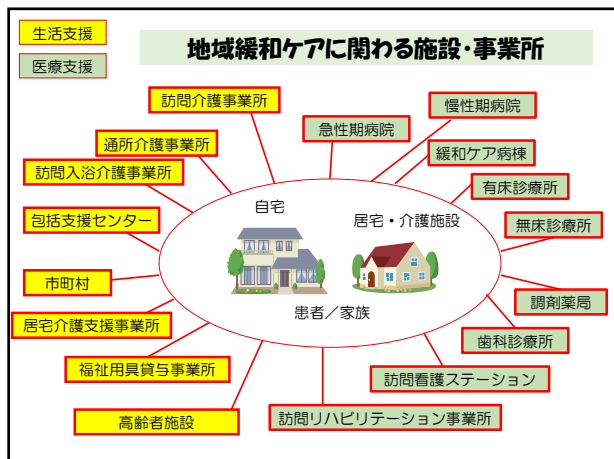 生活支援
医療支援
地域緩和ケアに関わる施設・事業所
訪問介護事業所
通所介護事業所
訪問入浴介護事業所
包括支援センター
市町村
居宅介護支援事業所
福祉用具貸与事業所
高齢者施設
急性期病院
慢性期病院
緩和ケア病棟
有床診療所
無床診療所
調剤薬局
歯科診療所
訪問看護ステーション
訪問リハビリテーション事業所
自宅
居宅・介護施設
患者／家族